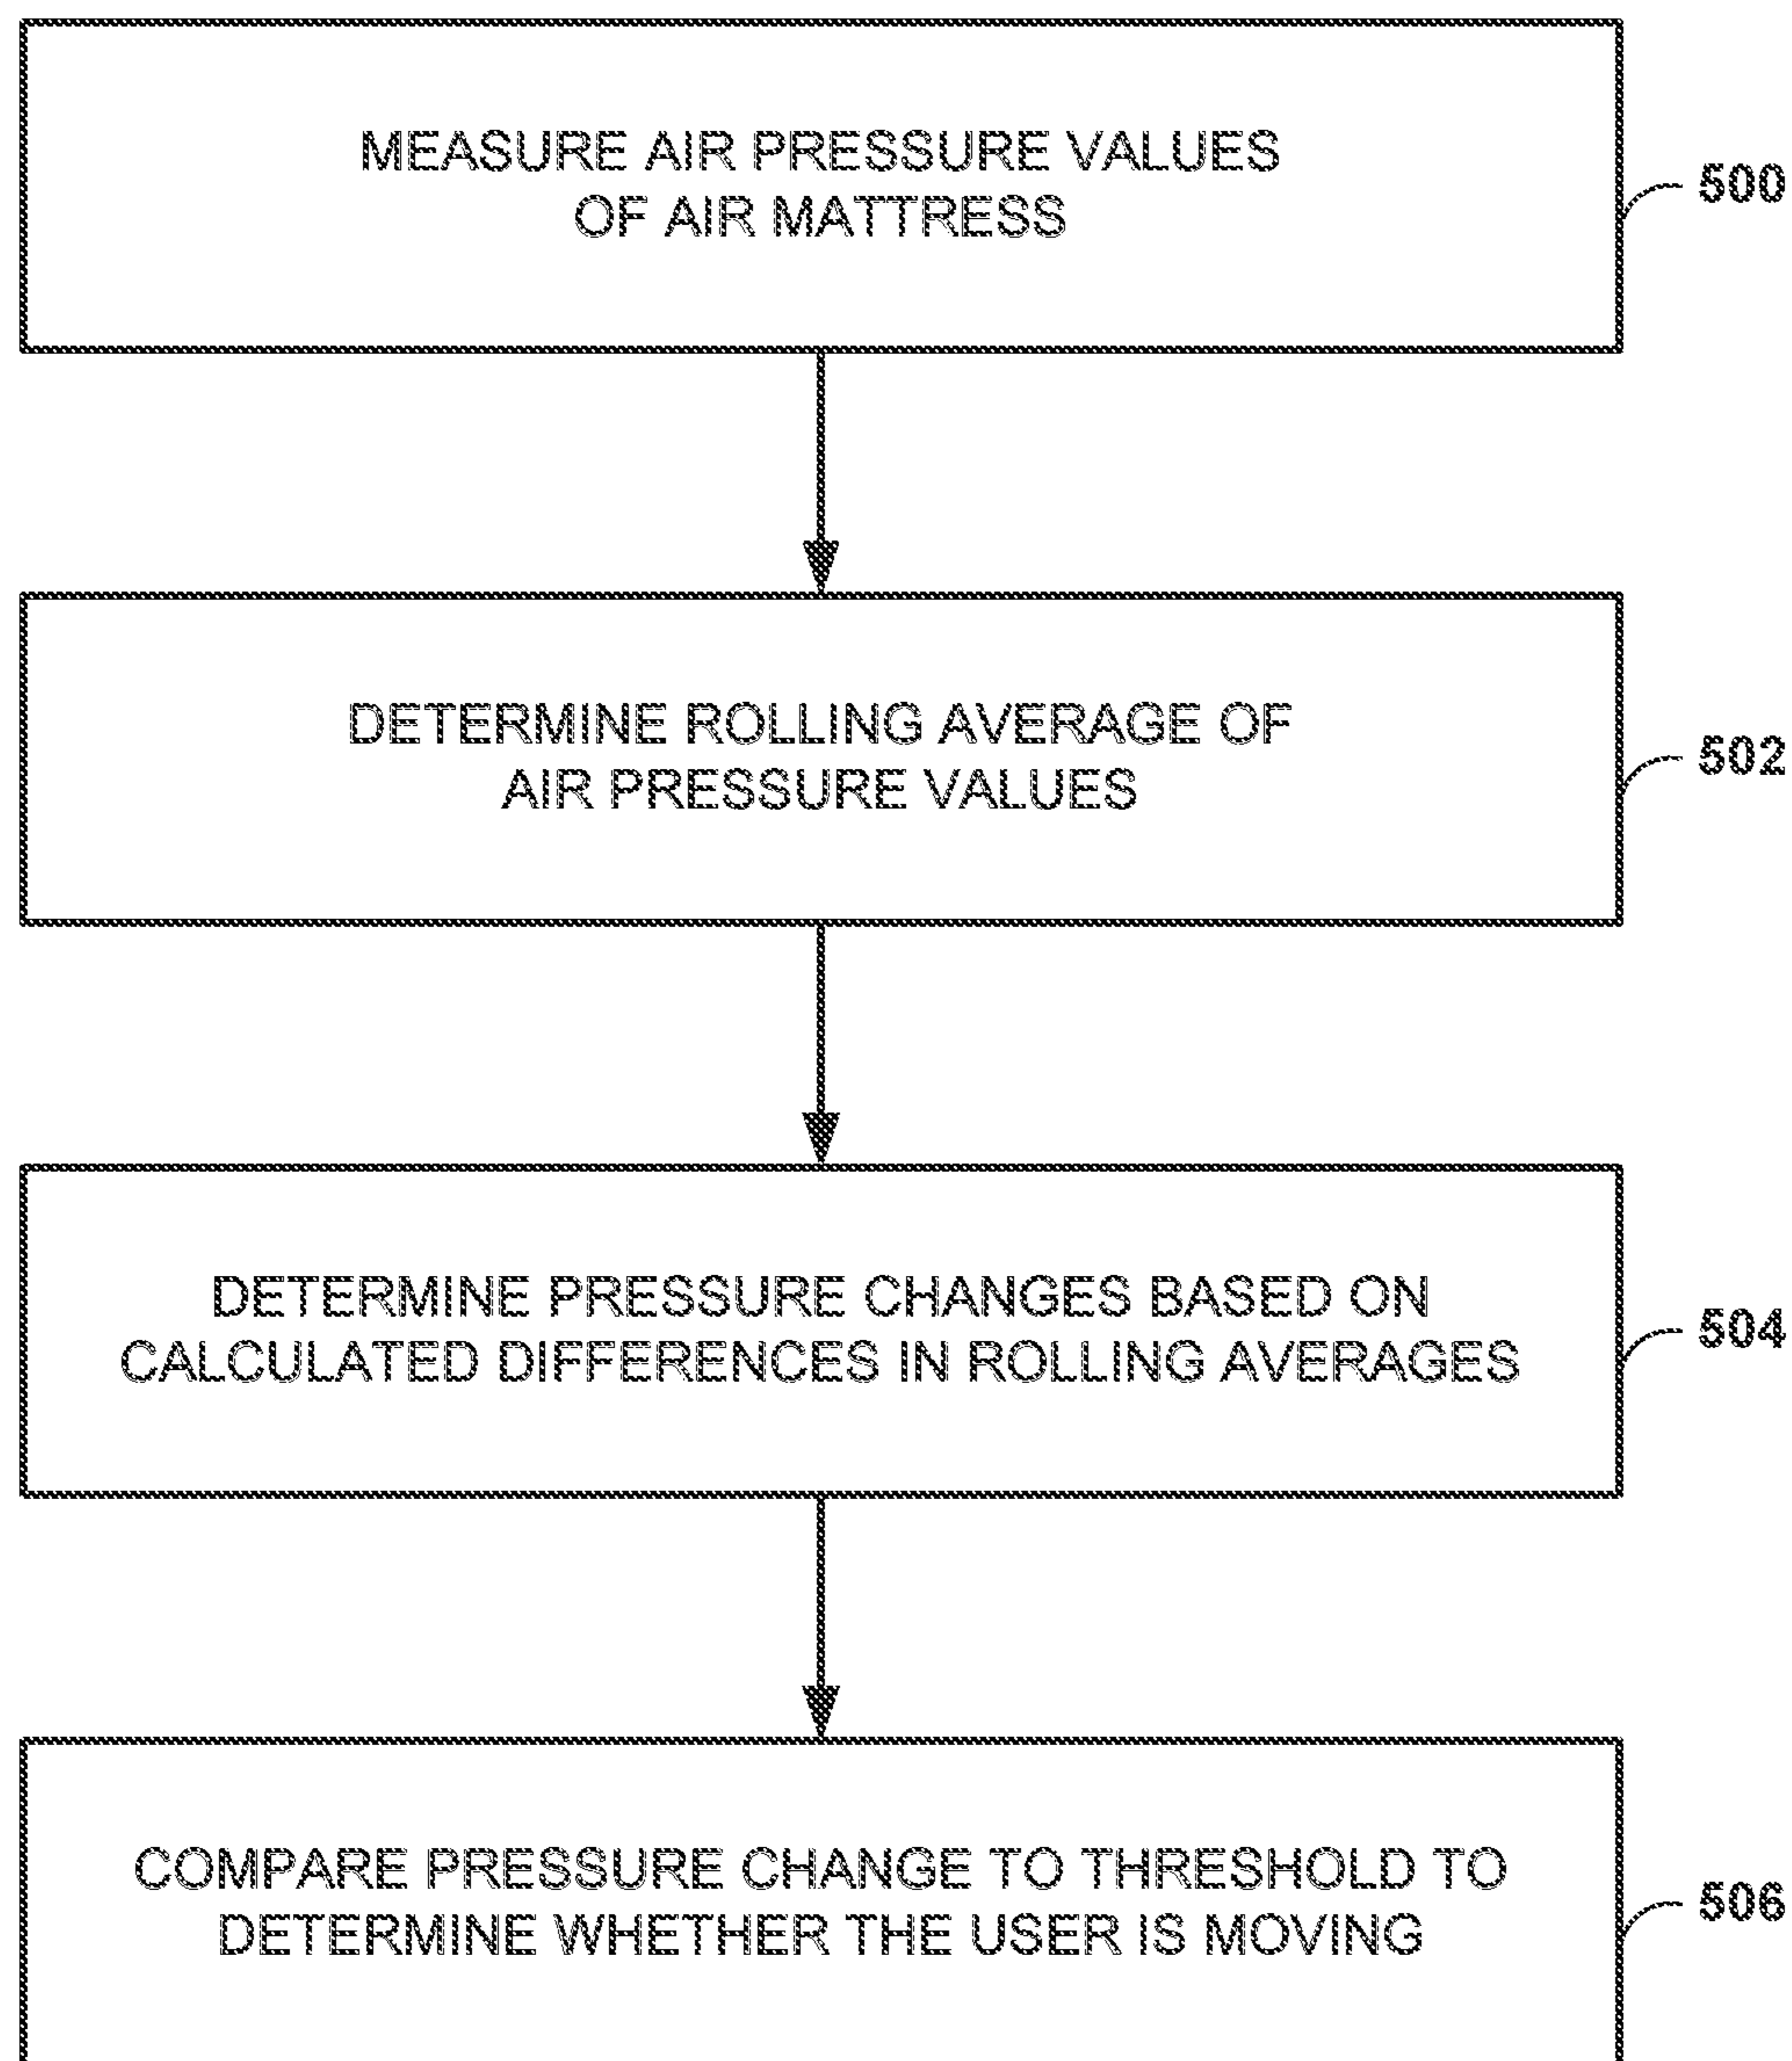 MEASURE AIR PRESSURE VALUES
OF AIR MATTRESS
500
DETERMINE ROLLING AVERAGE OF
AIR PRESSURE VALUES
502
DETERMINE PRESSURE CHANGES BASED ON
CALCULATED DIFFERENCES IN ROLLING AVERAGES
504
COMPARE PRESSURE CHANGE TO THRESHOLD TO
DETERMINE WHETHER THE USER IS MOVING
506